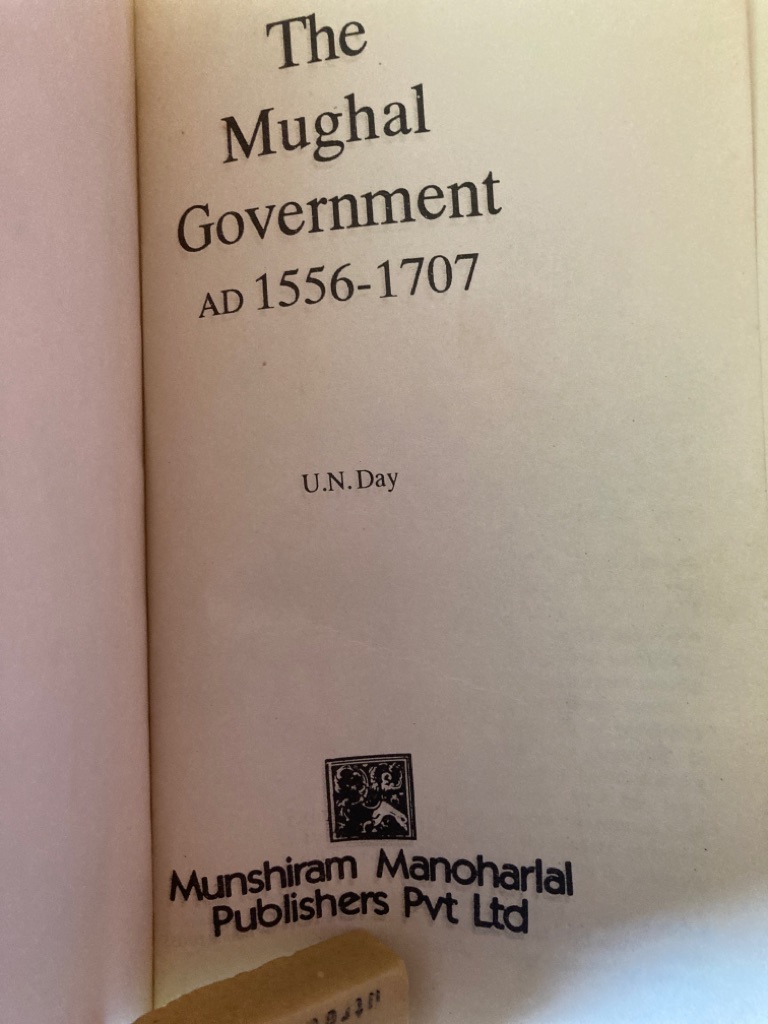 The
Mughal
Government
AD 1556-1707
U.N. Day
Munshiram Manoharlal
Publishers Pvt Ltd